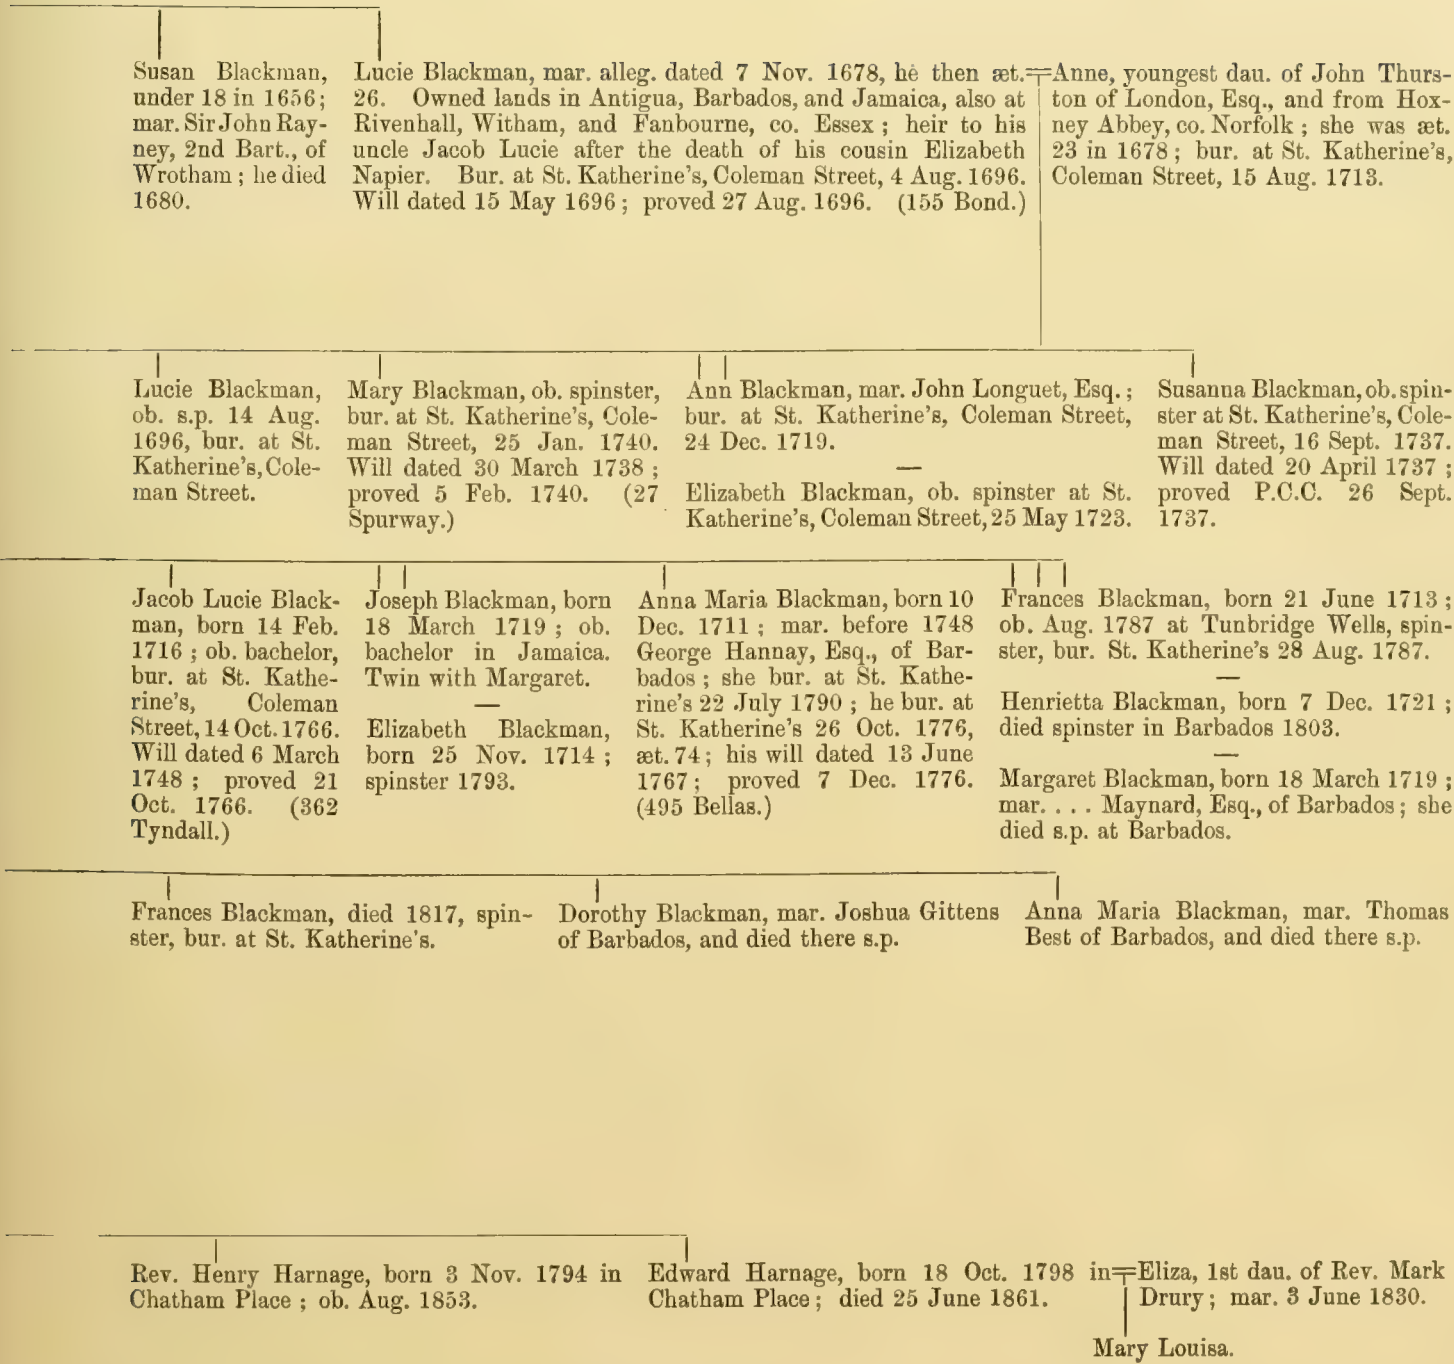 Susan Blackman,
under 18 in 1656;
mar. Sir John Ray-
ney, 2nd Bart., of
Wrotham; he died
1680.
Lucie Blackman, mar. alleg. dated 7 Nov. 1678, he then æt.
26. Owned lands in Antigua, Barbados, and Jamaica, also at
Rivenhall, Witham, and Fanbourne, co. Essex; heir to his
uncle Jacob Lucie after the death of his cousin Elizabeth
Napier. Bur. at St. Katherine's, Coleman Street, 4 Aug. 1696.
Will dated 15 May 1696; proved 27 Aug. 1696. (155 Bond.)
Anne, youngest dau. of John Thurs-
ton of London, Esq., and from Hox-
ney Abbey, co. Norfolk; she was æt.
23 in 1678; bur. at St. Katherine's,
Coleman Street, 15 Aug. 1713.
Lucie Blackman,
ob. s.p. 14 Aug.
1696, bur. at St.
Katherine's, Cole-
man Street.
Mary Blackman, ob. spinster,
bur. at St. Katherine's, Cole-
man Street, 25 Jan. 1740.
Will dated 30 March 1738;
proved 5 Feb. 1740. (27
Spurway.)
Ann Blackman, mar. John Longuet, Esq.;
bur. at St. Katherine's, Coleman Street,
24 Dec. 1719.
—
Elizabeth Blackman, ob. spinster at St.
Katherine's, Coleman Street, 25 May 1723.
Susanna Blackman, ob. spin-
ster at St. Katherine's, Cole-
man Street, 16 Sept. 1737.
Will dated 20 April 1737;
proved P.C.C. 26 Sept.
1737.
Jacob Lucie Black-
man, born 14 Feb.
1716; ob. bachelor,
bur. at St. Kathe-
rine's, Coleman
Street, 14 Oct. 1766.
Will dated 6 March
1748; proved 21
Oct. 1766. (362
Tyndall.)
Joseph Blackman, born
18 March 1719; ob.
bachelor in Jamaica.
Twin with Margaret.
—
Elizabeth Blackman,
born 25 Nov. 1714;
spinster 1793.
Anna Maria Blackman, born 10
Dec. 1711; mar. before 1748
George Hannay, Esq., of Bar-
bados; she bur. at St. Kathe-
rine's 22 July 1790; he bur. at
St. Katherine's 26 Oct. 1776,
æt. 74; his will dated 13 June
1767; proved 7 Dec. 1776.
(495 Bellas.)
Frances Blackman, born 21 June 1713;
ob. Aug. 1787 at Tunbridge Wells, spin-
ster, bur. St. Katherine's 28 Aug. 1787.
—
Henrietta Blackman, born 7 Dec. 1721;
died spinster in Barbados 1803.
—
Margaret Blackman, born 18 March 1719;
mar. . . . Maynard, Esq., of Barbados; she
died s.p. at Barbados.
Frances Blackman, died 1817, spin-
ster, bur. at St. Katherine's.
Dorothy Blackman, mar. Joshua Gittens
of Barbados, and died there s.p.
Anna Maria Blackman, mar. Thomas
Best of Barbados, and died there s.p.
Rev. Henry Harnage, born 3 Nov. 1794 in
Chatham Place; ob. Aug. 1853.
Edward Harnage, born 18 Oct. 1798 in
Chatham Place; died 25 June 1861.
Eliza, 1st dau. of Rev. Mark
Drury; mar. 3 June 1830.
Mary Louisa.